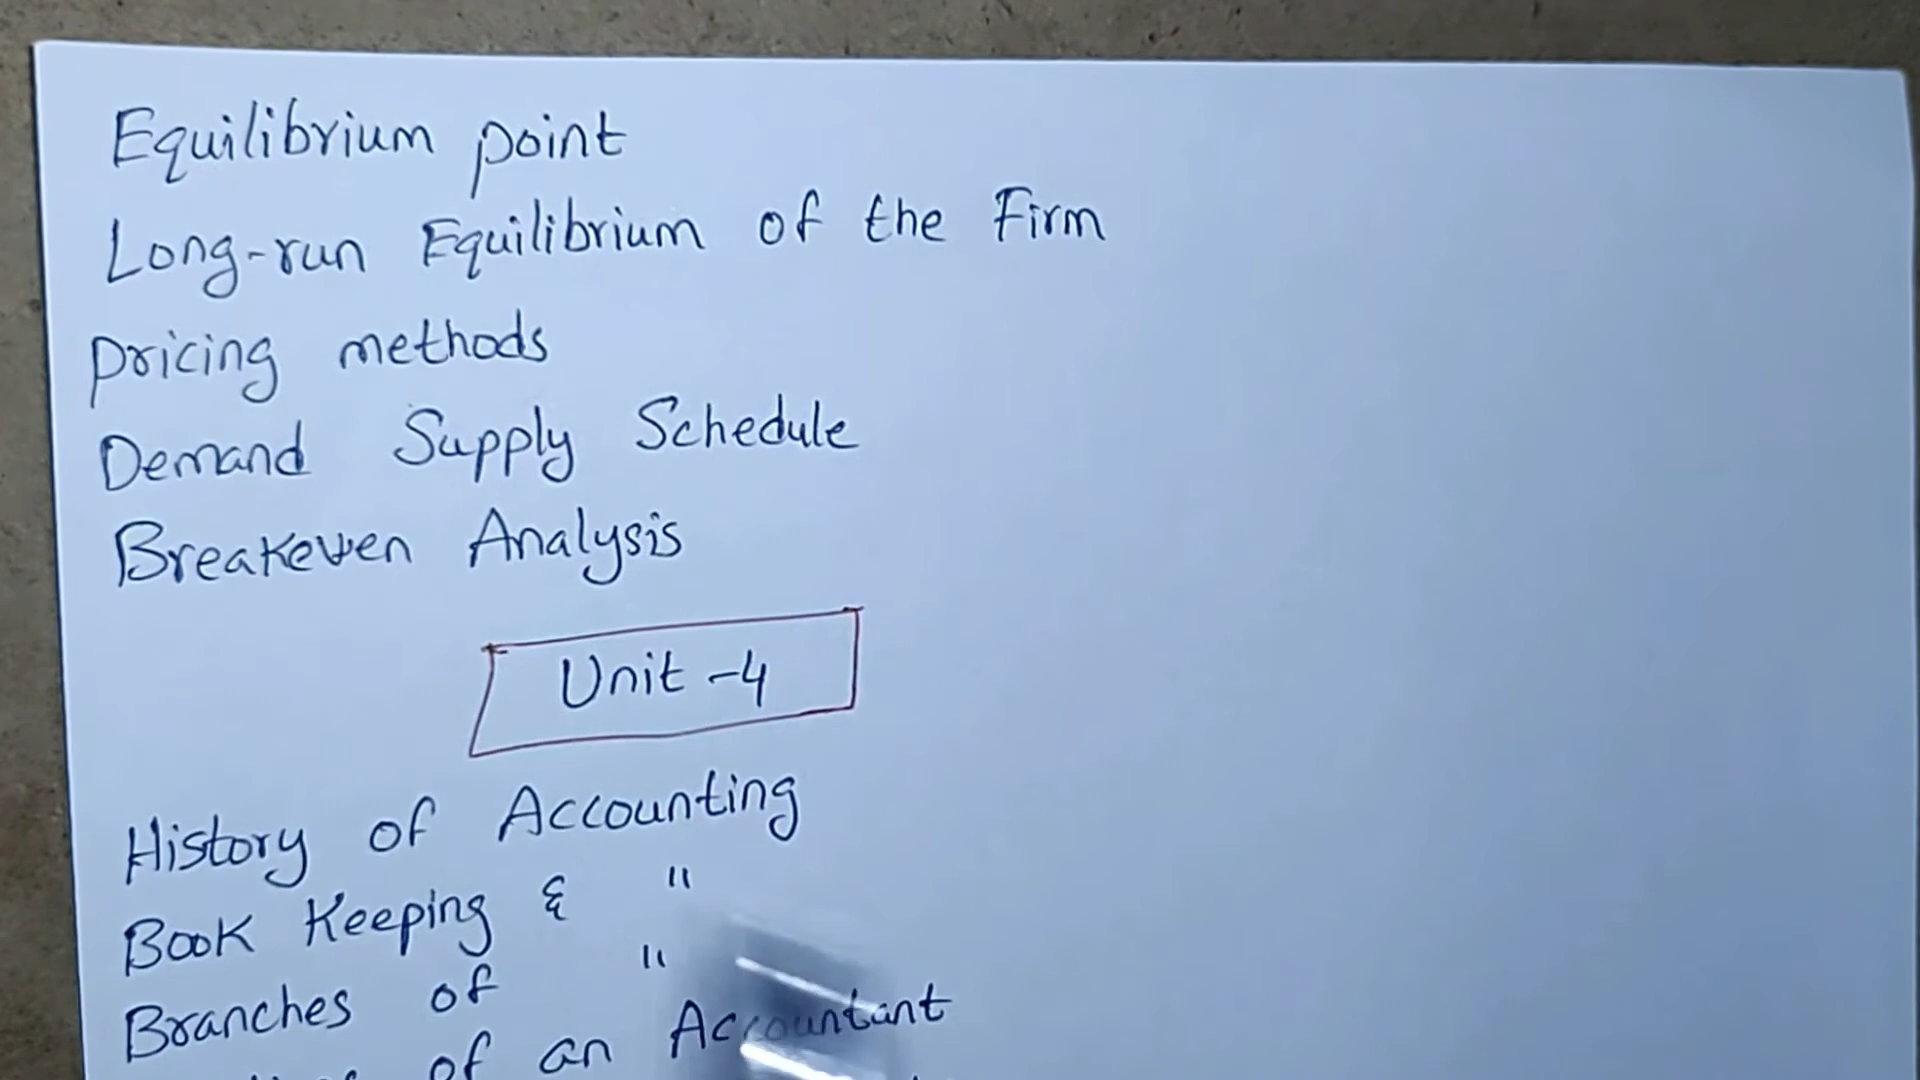 Equilibrium point
Long-run Equilibrium of the Firm
Pricing methods
Demand Supply Schedule
Breakeven Analysis
Unit -4
History of Accounting
Book Keeping & "
Branches of "
of an Accountant